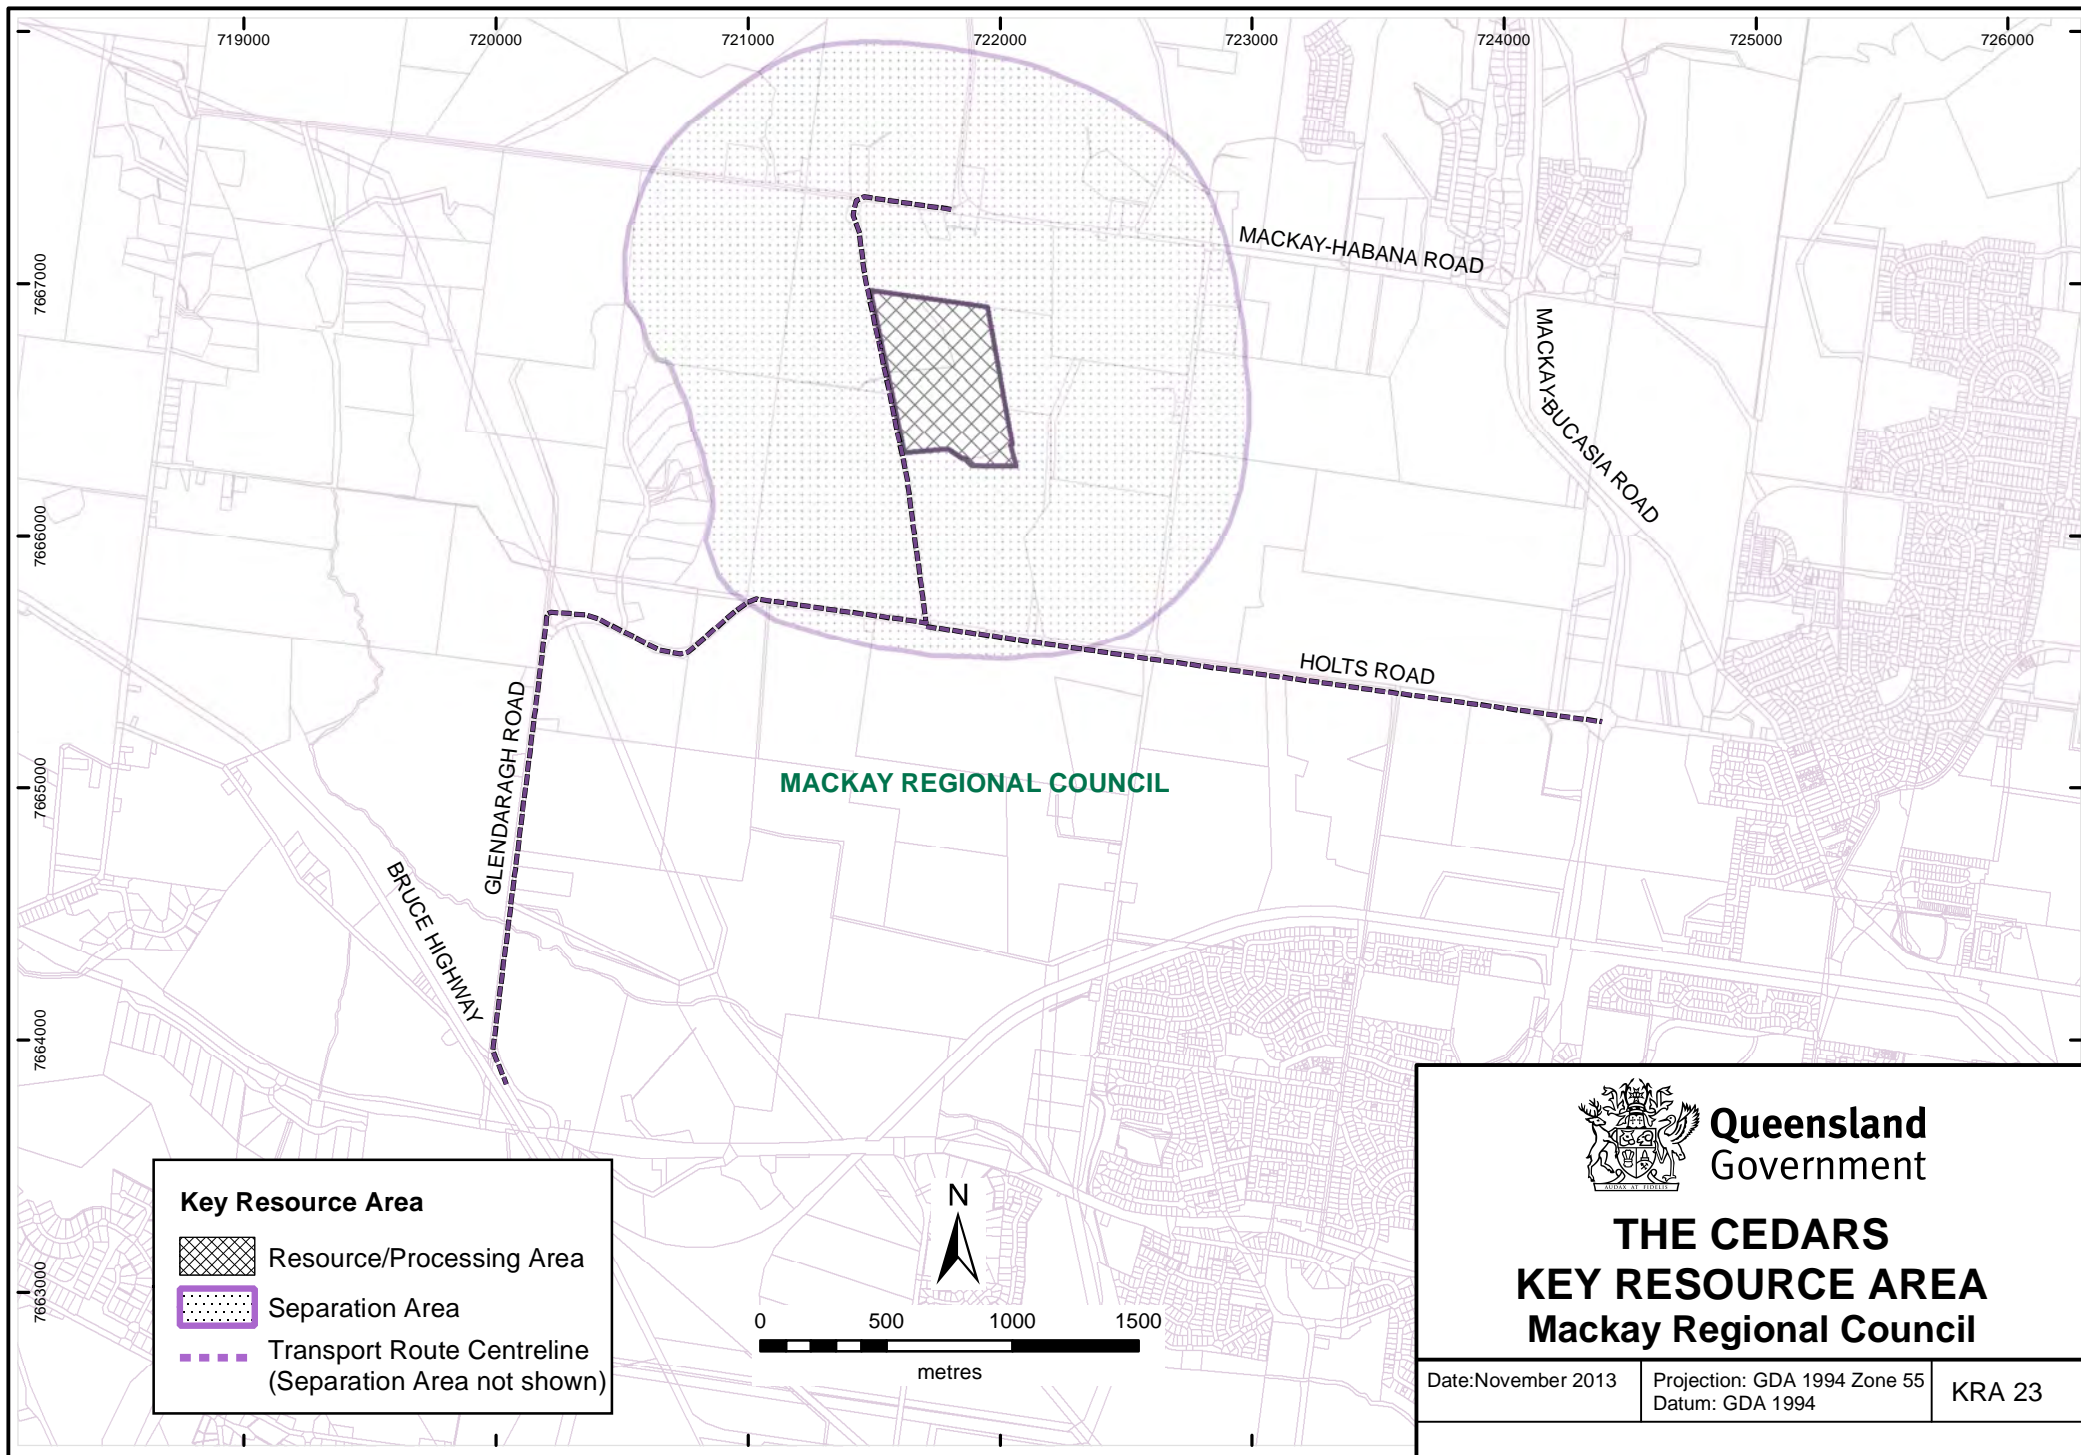 719000
720000
721000
722000
723000
724000
725000
726000
7667000
7666000
7665000
7664000
7663000
MACKAY-HABANA ROAD
MACKAY-BUCASIA ROAD
HOLTS ROAD
GLENDARAGH ROAD
BRUCE HIGHWAY
MACKAY REGIONAL COUNCIL
Key Resource Area
Resource/Processing Area
Separation Area
Transport Route Centreline
(Separation Area not shown)
N
0 500 1000 1500
metres
AUDAX AT FIDELIS
Queensland
Government
THE CEDARS
KEY RESOURCE AREA
Mackay Regional Council
Date:November 2013
Projection: GDA 1994 Zone 55
Datum: GDA 1994
KRA 23